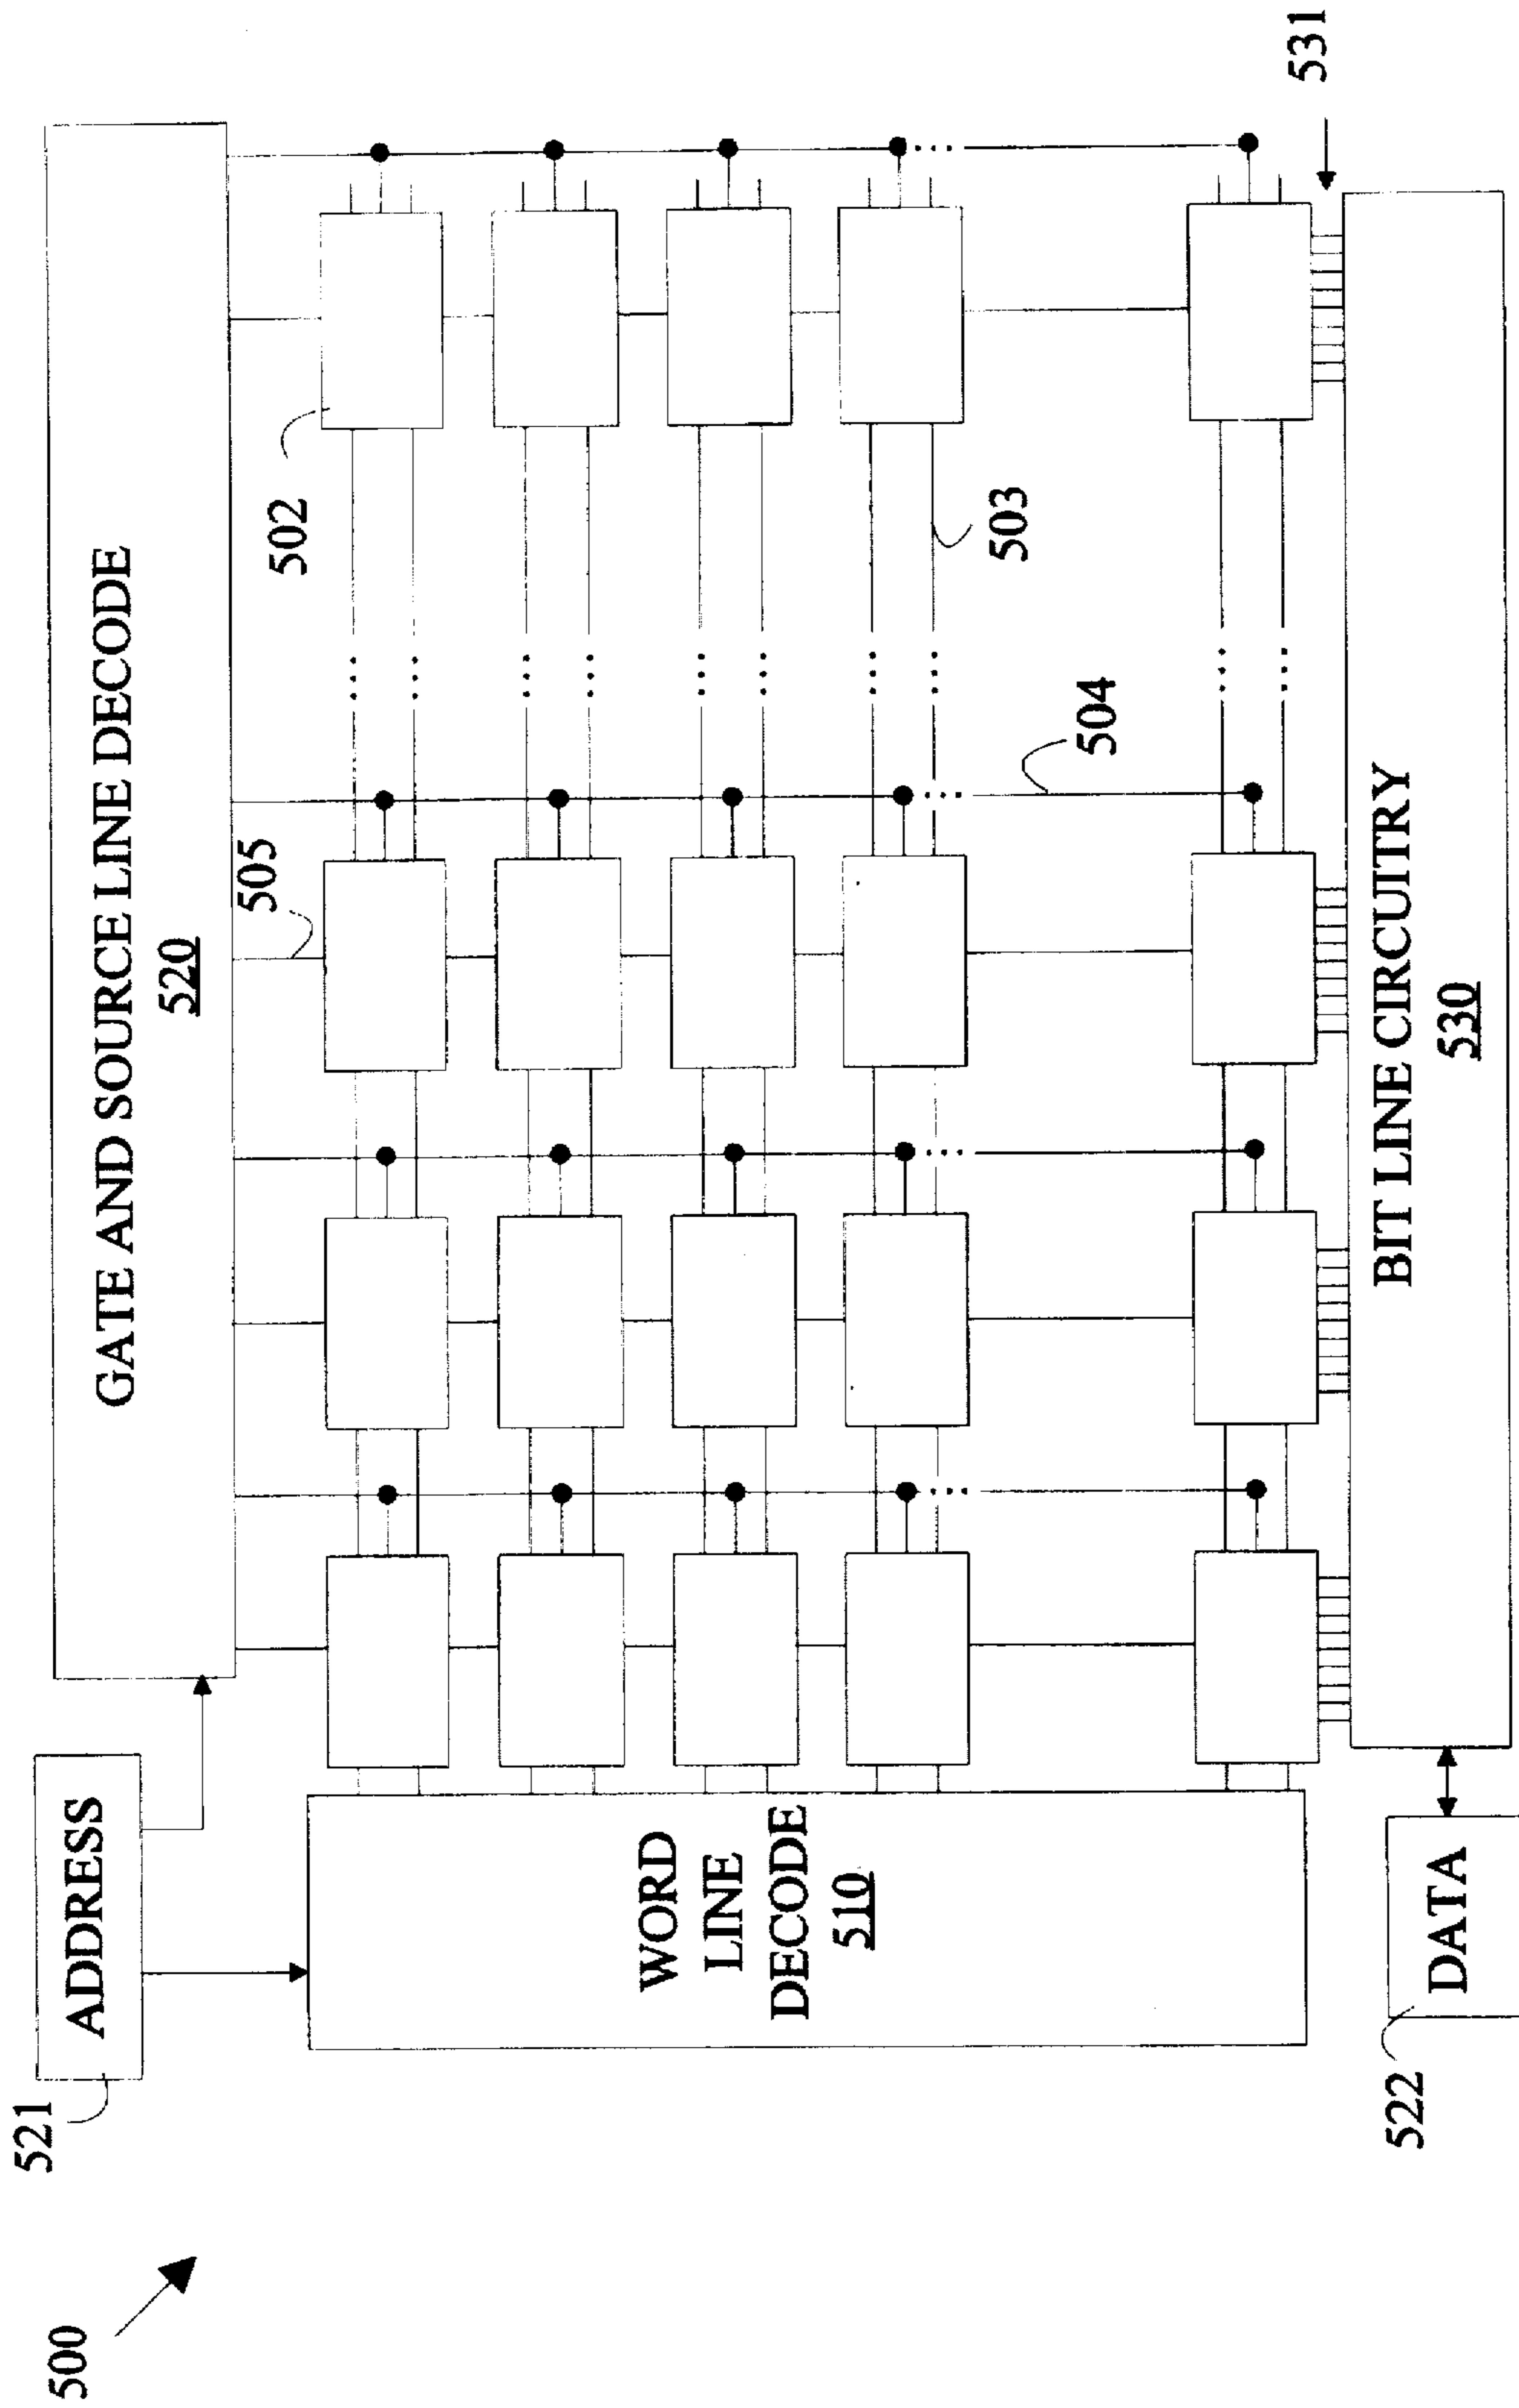 500
521
ADDRESS
GATE AND SOURCE LINE DECODE
520
505
502
WORD
LINE
DECODE
510
504
503
531
522
DATA
BIT LINE CIRCUITRY
530